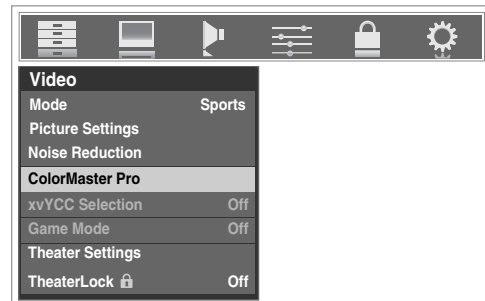 Video
Mode Sports
Picture Settings
Noise Reduction
ColorMaster Pro
xvYCC Selection Off
Game Mode Off
Theater Settings
TheaterLock Off